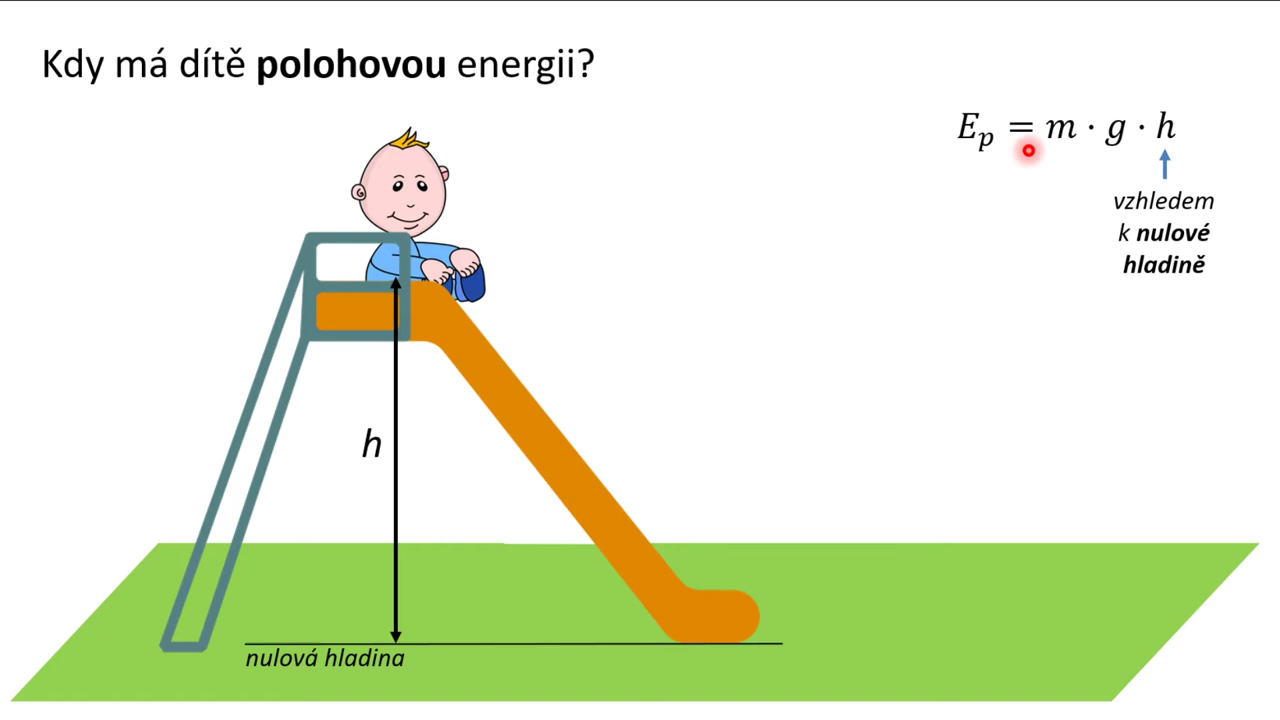 Kdy má dítě polohovou energii?
E_p = m · g · h
vzhledem
k nulové
hladině
h
nulová hladina